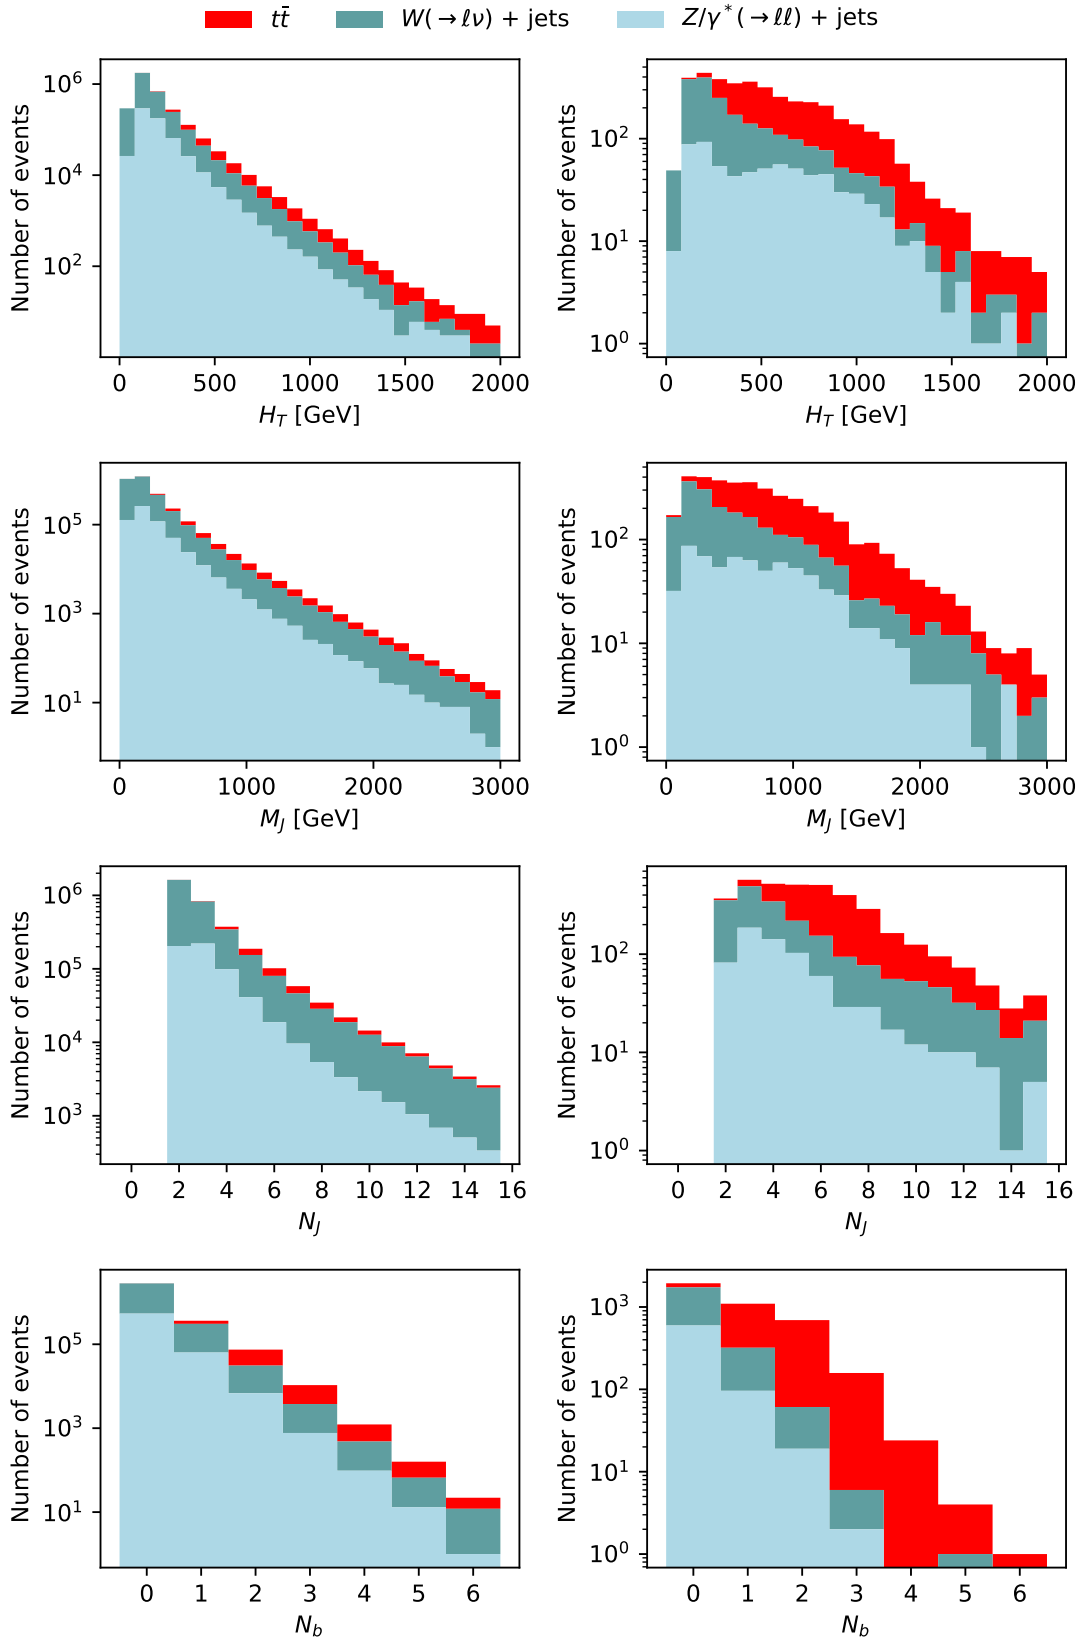 tt̄ W(→ℓν) + jets Z/γ*(→ℓℓ) + jets
Number of events
10^6
10^4
10^2
0 500 1000 1500 2000
H_T [GeV]
Number of events
10^2
10^1
10^0
0 500 1000 1500 2000
H_T [GeV]
Number of events
10^5
10^3
10^1
0 1000 2000 3000
M_J [GeV]
Number of events
10^2
10^1
10^0
0 1000 2000 3000
M_J [GeV]
Number of events
10^6
10^5
10^4
10^3
0 2 4 6 8 10 12 14 16
N_J
Number of events
10^2
10^1
10^0
0 2 4 6 8 10 12 14 16
N_J
Number of events
10^5
10^3
10^1
0 1 2 3 4 5 6
N_b
Number of events
10^3
10^2
10^1
10^0
0 1 2 3 4 5 6
N_b